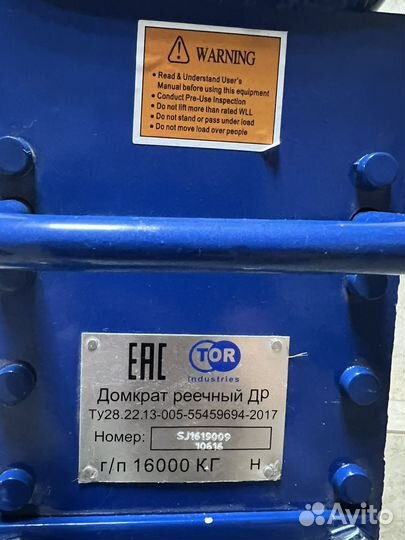 WARNING
• Read & Understand User's
Manual before using this equipment
• Conduct Pre-Use Inspection
• Do not lift more than rated WLL
• Do not stand or pass under load
• Do not move load over people
EAC TOR
industries
Домкрат реечный Др
Ту28.22.13-005-55459694-2017
Номер: SJ1619009
10616
г/п 16000 КГ Н
Avito